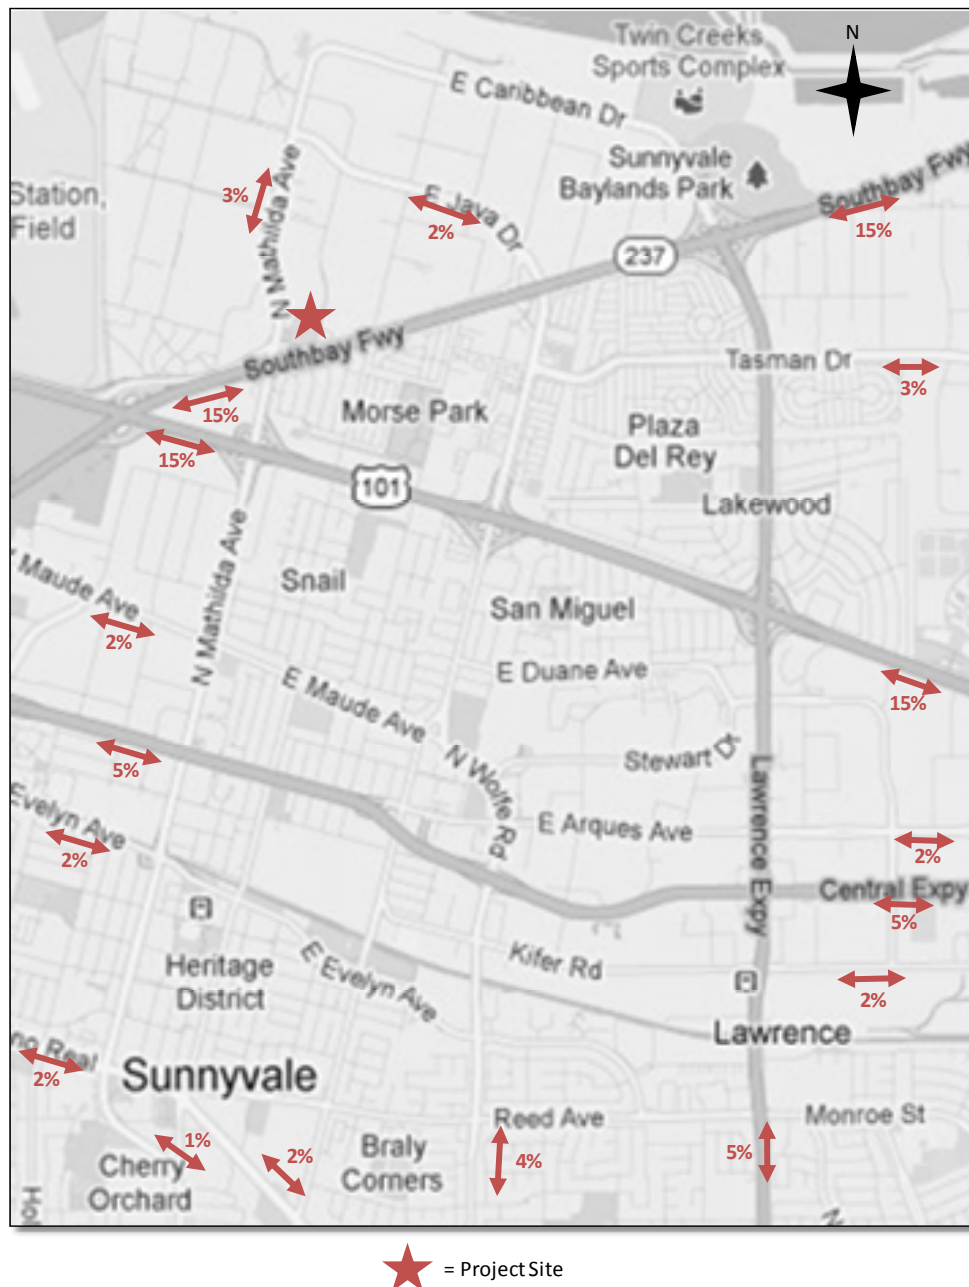 Twin Creeks
Sports Complex
N
E Caribbean Dr
Sunnyvale
Baylands Park
Southbay Fwy
15%
Station,
Field
3%
N Mathilda Ave
E Java Dr
2%
237
Southbay Fwy
Tasman Dr
3%
15%
15%
Morse Park
Plaza
Del Rey
101
Lakewood
Maude Ave
2%
N Mathilda Ave
Snail
San Miguel
E Duane Ave
15%
E Maude Ave
Stewart Dr
5%
N Wolfe Rd
Lawrence Expy
Evelyn Ave
2%
E Arques Ave
2%
Central Expy
5%
Heritage
District
E Evelyn Ave
Kifer Rd
2%
Lawrence
no Real
2%
Sunnyvale
Reed Ave
Monroe St
1%
Cherry
Orchard
2%
Braly
Corners
4%
5%
Hol
= Project Site